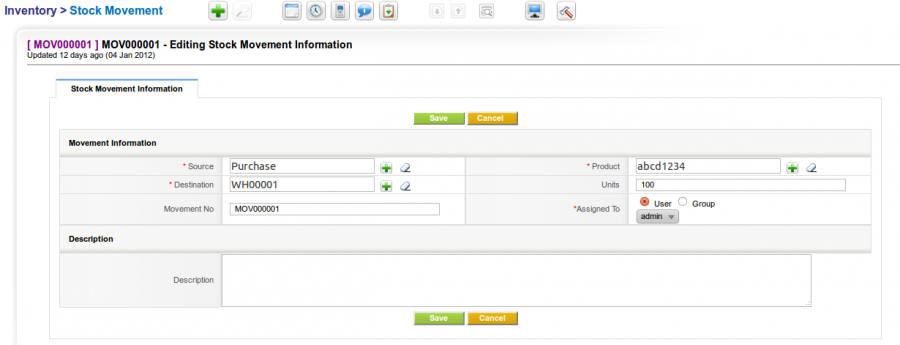 Inventory > Stock Movement
[ MOV000001 ] MOV000001 - Editing Stock Movement Information
Updated 12 days ago (04 Jan 2012)
Stock Movement Information
Save Cancel
Movement Information
* Source Purchase * Product abcd1234
* Destination WH00001 Units 100
Movement No MOV000001 *Assigned To User Group
admin
Description
Description
Save Cancel